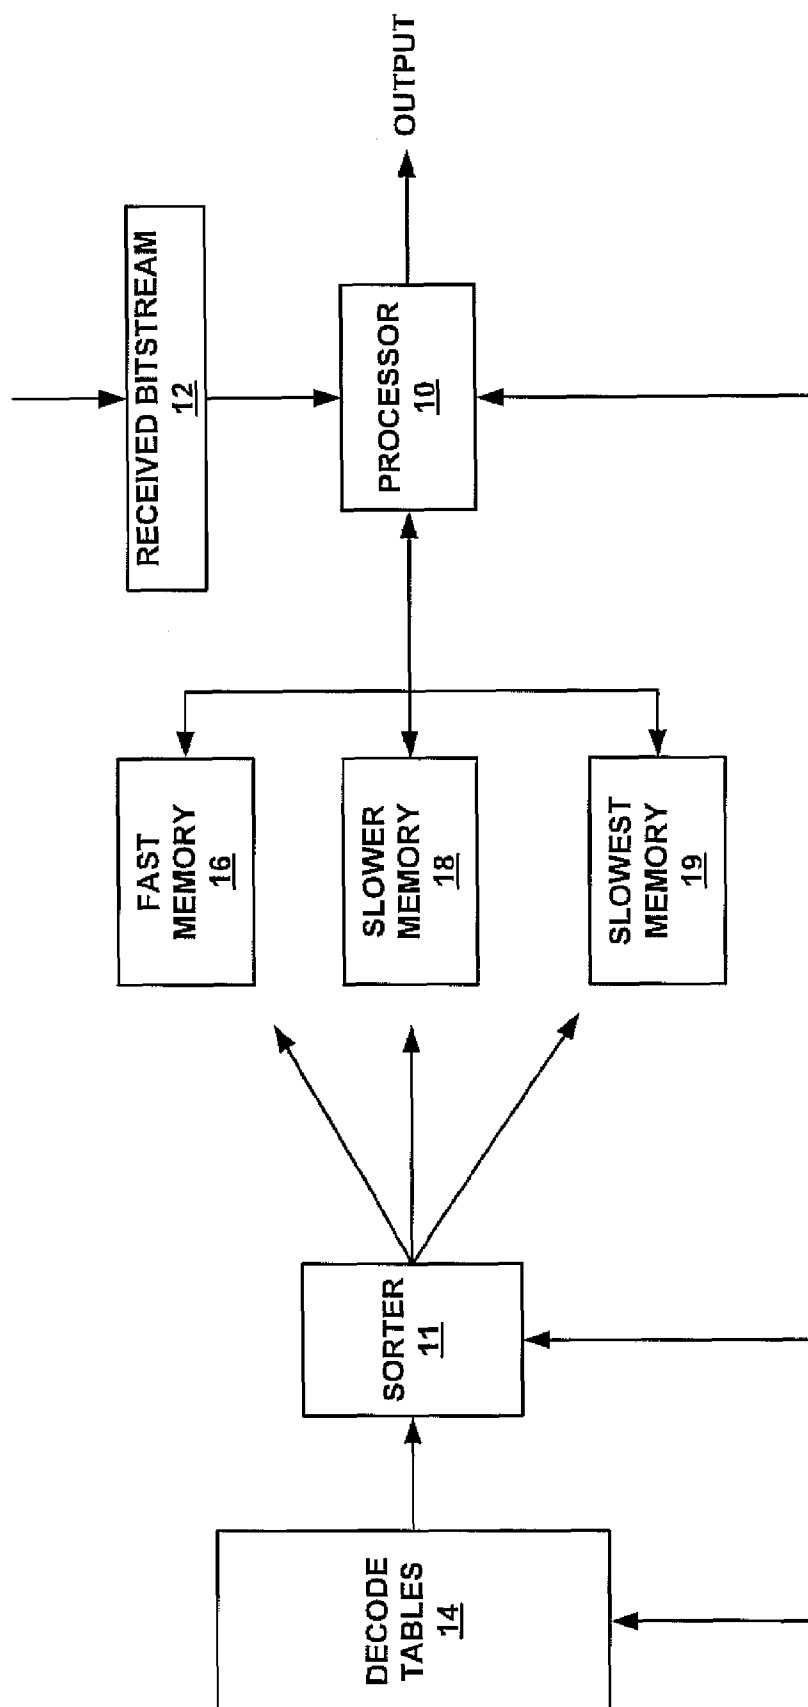 DECODE
TABLES
14
SORTER
11
FAST
MEMORY
16
SLOWER
MEMORY
18
SLOWEST
MEMORY
19
RECEIVED BITSTREAM
12
PROCESSOR
10
OUTPUT